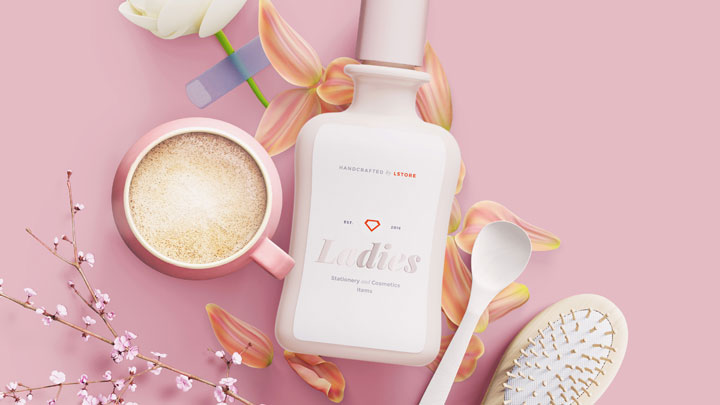 HANDCRAFTED by LSTORE
EST. 2015
Ladies
Stationery and Cosmetics
Items